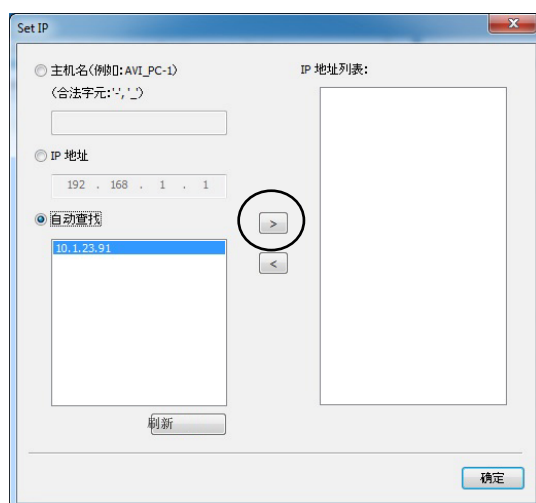 Set IP
主机名(例如:AVI_PC-1)
(合法字元:'-','_')
IP 地址
192 . 168 . 1 . 1
自动查找
10.1.23.91
刷新
>
<
IP 地址列表:
确定